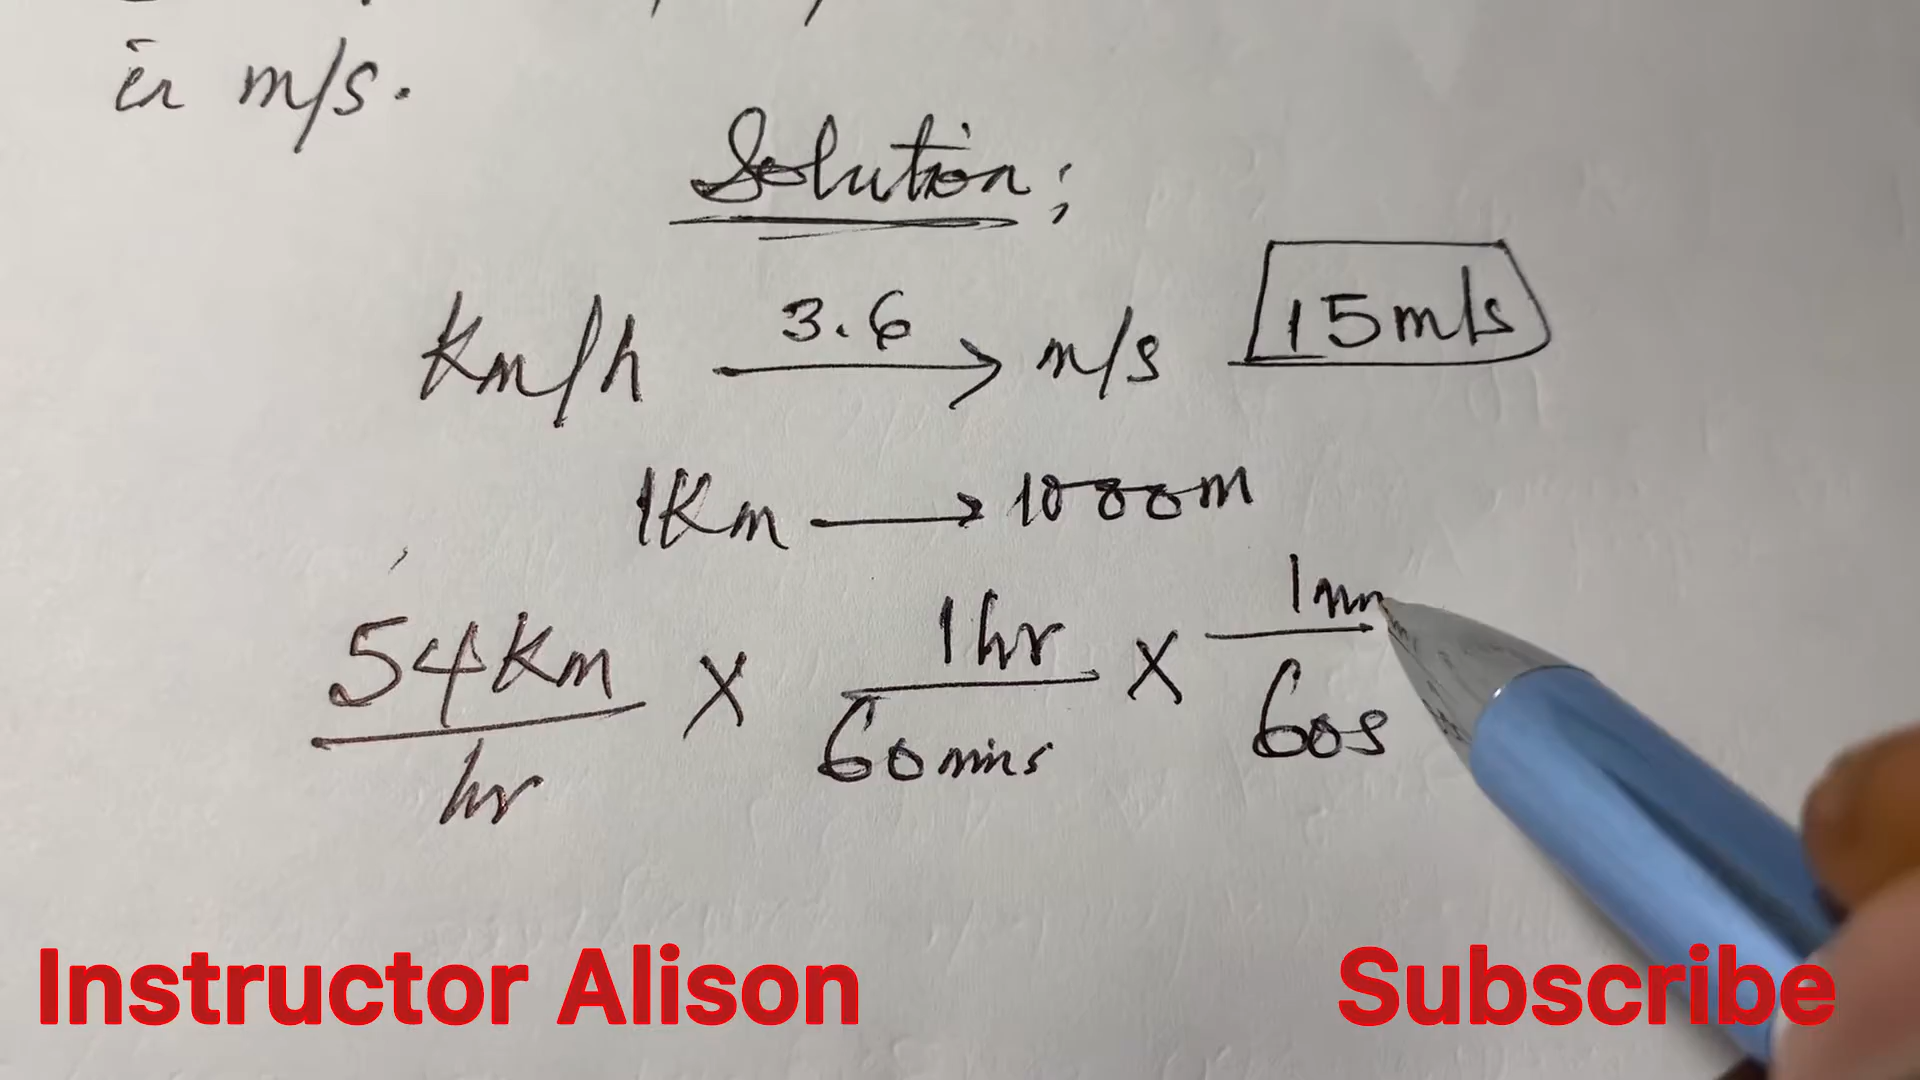 in m/s.
Solution;
Km/h 3.6 m/s 15m/s
1Km 1000m
54Km X 1hr X 1min
hr 60mins 60s
Instructor Alison Subscribe